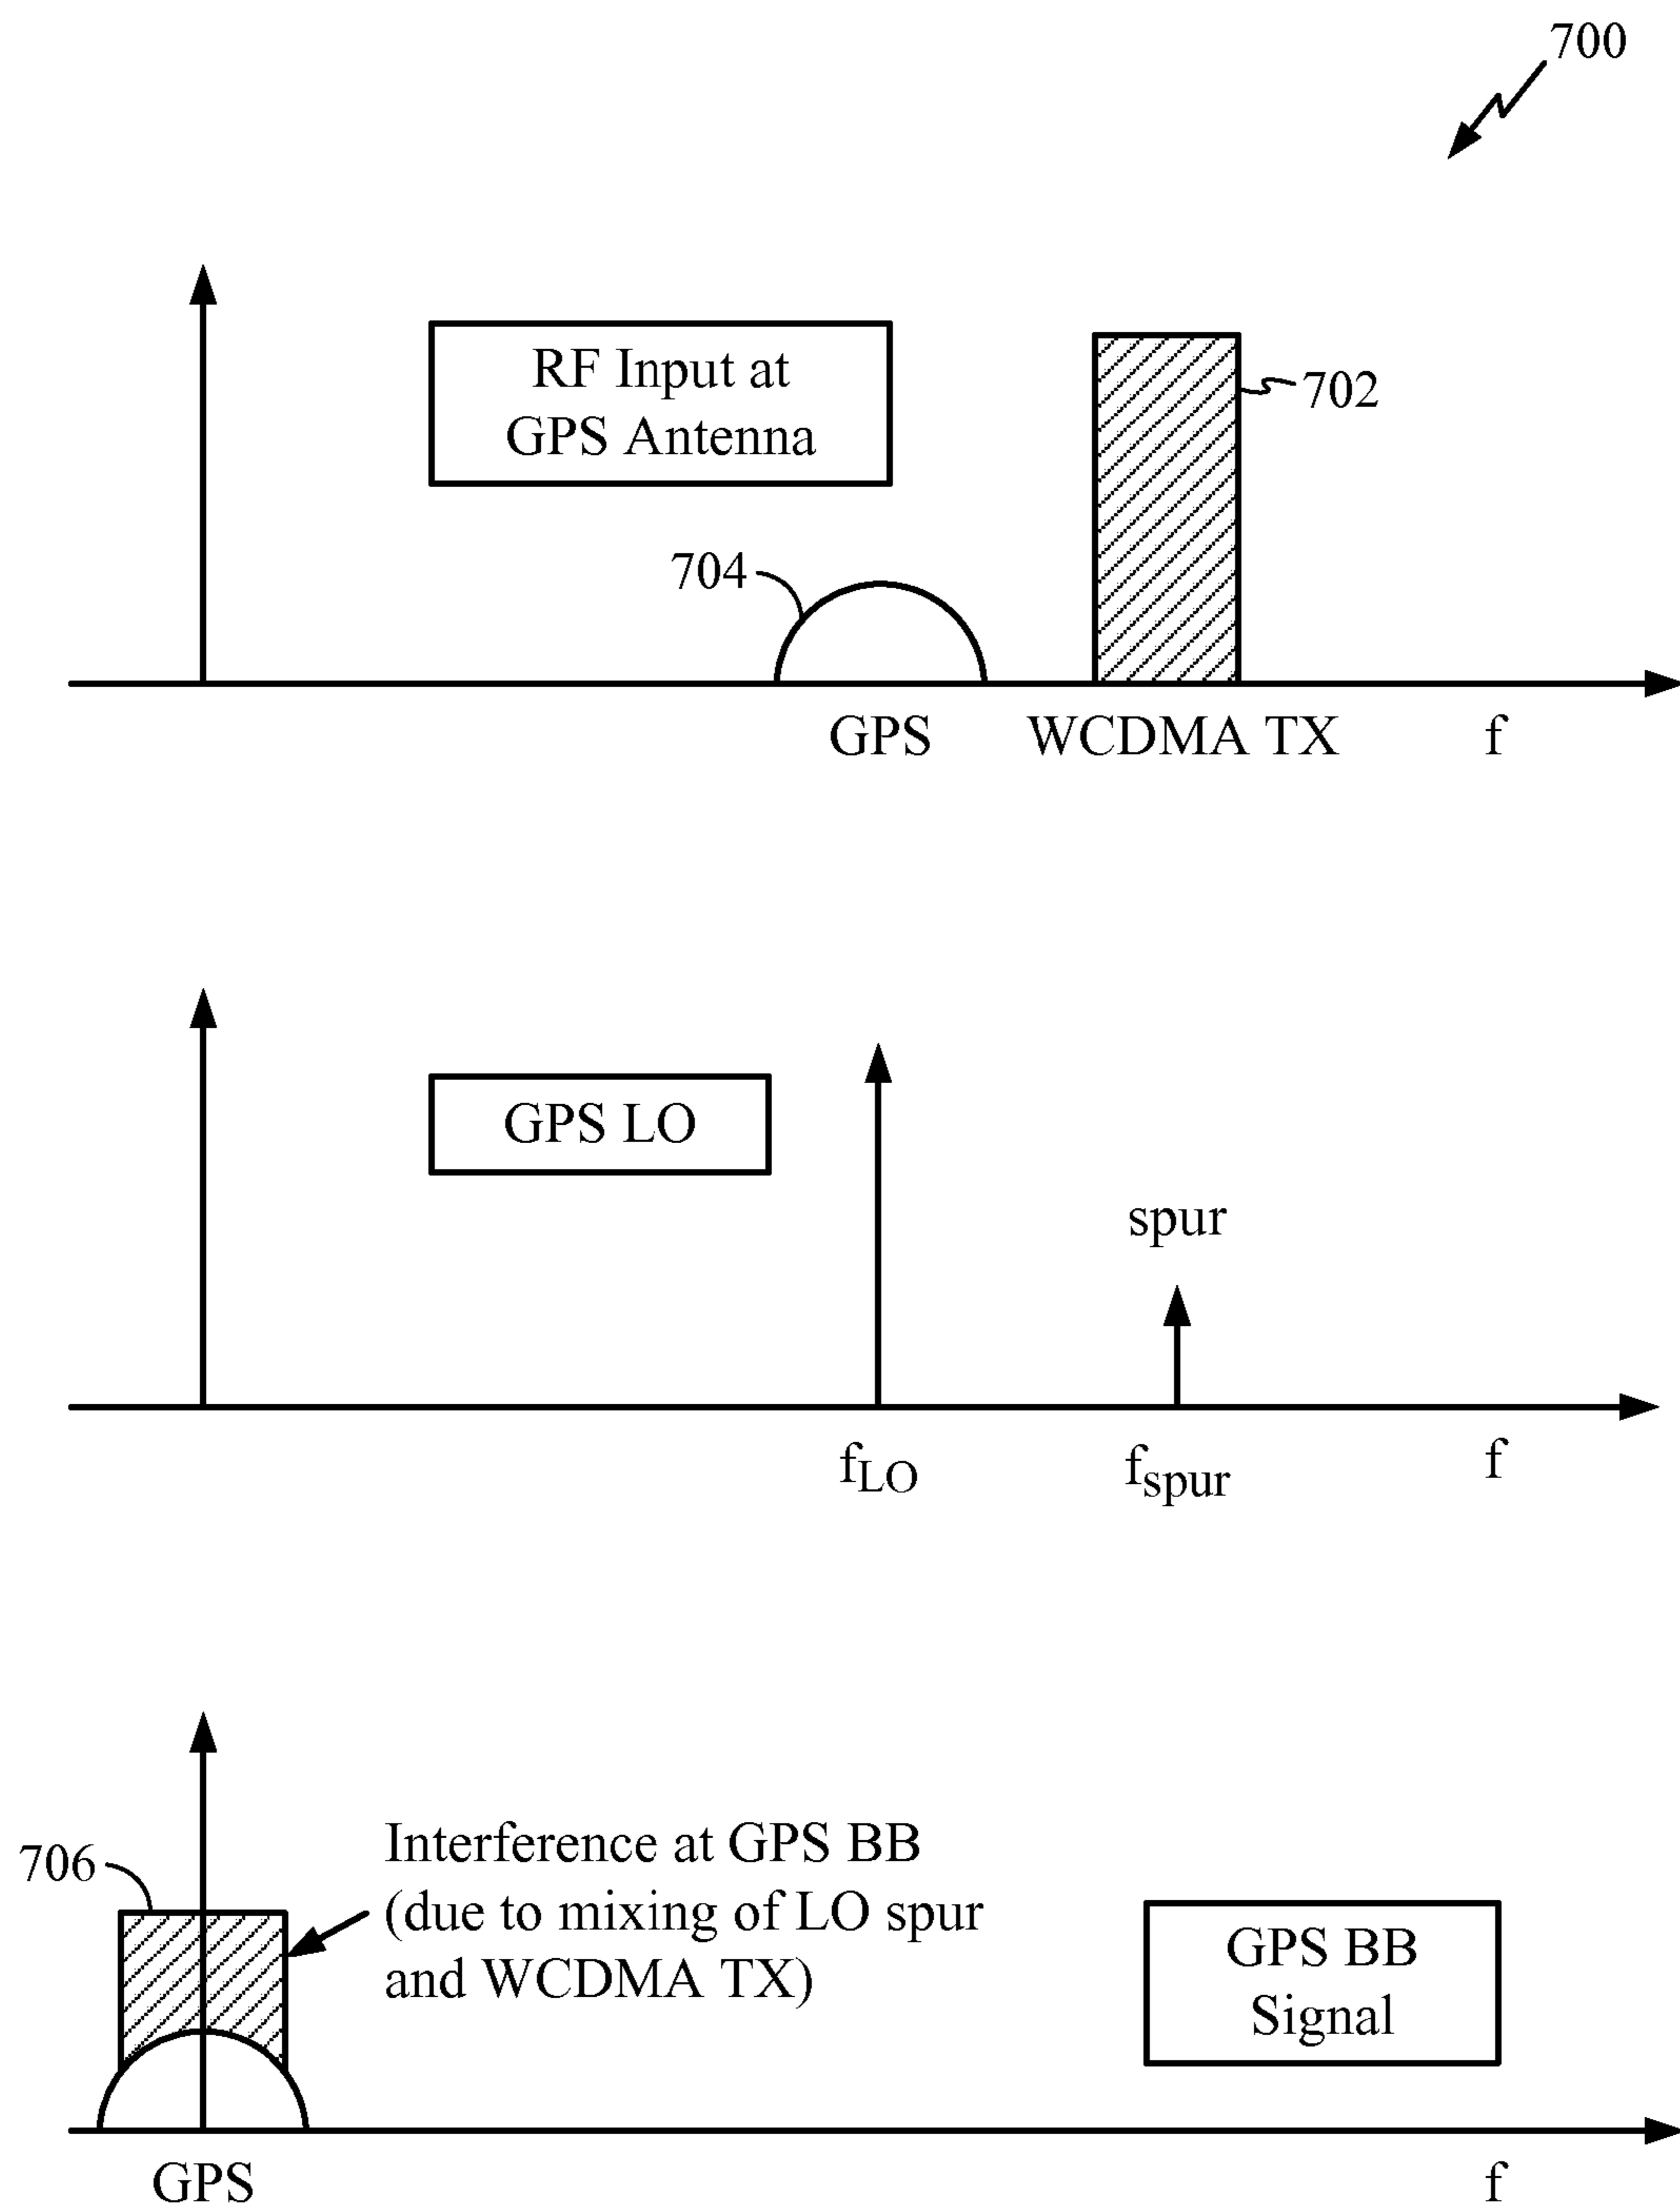 700
RF Input at
GPS Antenna
702
704
GPS
WCDMA TX
f
GPS LO
spur
fLO
fspur
f
706
Interference at GPS BB
(due to mixing of LO spur
and WCDMA TX)
GPS BB
Signal
GPS
f